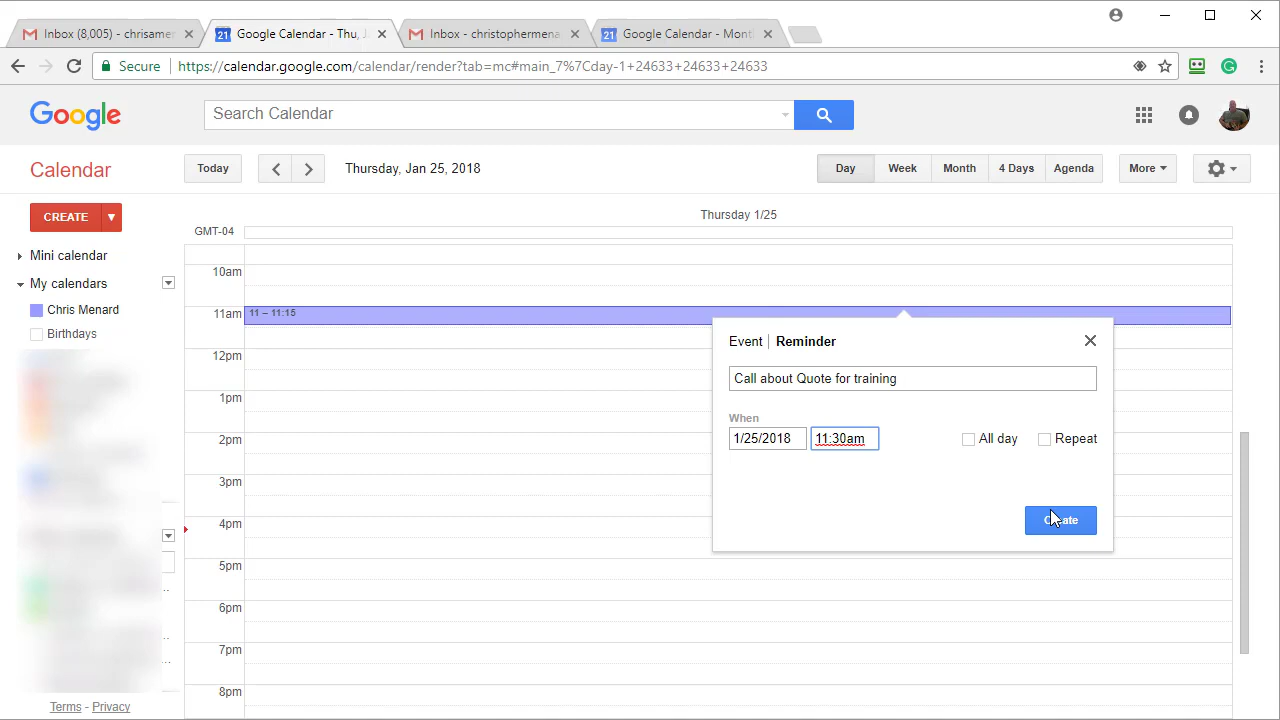 Inbox (8,005) - chrisamer
Google Calendar - Thu, J
Inbox - christophermena
Google Calendar - Mont
Secure
https://calendar.google.com/calendar/render?tab=mc#main_7%7Cday-1+24633+24633+24633
Google
Search Calendar
Calendar
Today
Thursday, Jan 25, 2018
Day
Week
Month
4 Days
Agenda
More
CREATE
Thursday 1/25
GMT-04
Mini calendar
My calendars
Chris Menard
Birthdays
10am
11am
11 – 11:15
12pm
1pm
2pm
3pm
4pm
5pm
6pm
7pm
8pm
Event | Reminder
Call about Quote for training
When
1/25/2018
11:30am
All day
Repeat
Create
Terms - Privacy